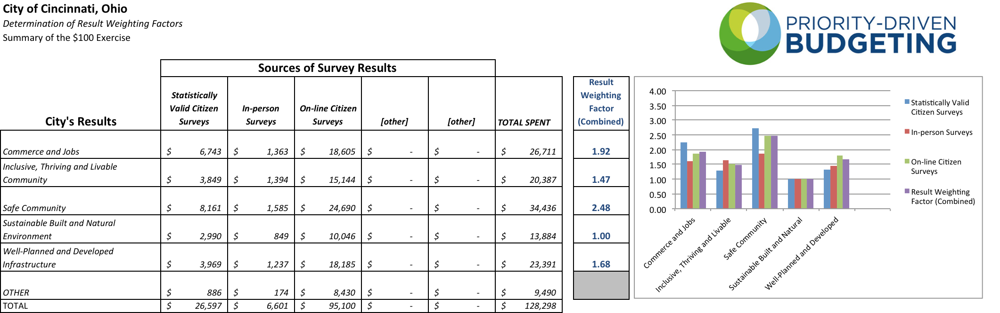 City of Cincinnati, Ohio
Determination of Result Weighting Factors
Summary of the $100 Exercise
PRIORITY-DRIVEN
BUDGETING
Sources of Survey Results
City's Results
Statistically
Valid Citizen
Surveys
In-person
Surveys
On-line Citizen
Surveys
[other]
[other]
TOTAL SPENT
Result
Weighting
Factor
(Combined)
Commerce and Jobs $ 6,743 $ 1,363 $ 18,605 $ - $ - $ 26,711 1.92
Inclusive, Thriving and Livable
Community $ 3,849 $ 1,394 $ 15,144 $ - $ - $ 20,387 1.47
Safe Community $ 8,161 $ 1,585 $ 24,690 $ - $ - $ 34,436 2.48
Sustainable Built and Natural
Environment $ 2,990 $ 849 $ 10,046 $ - $ - $ 13,884 1.00
Well-Planned and Developed
Infrastructure $ 3,969 $ 1,237 $ 18,185 $ - $ - $ 23,391 1.68
OTHER $ 886 $ 174 $ 8,430 $ - $ - $ 9,490
TOTAL $ 26,597 $ 6,601 $ 95,100 $ - $ - $ 128,298
4.00
3.50
3.00
2.50
2.00
1.50
1.00
0.50
0.00
Commerce and Jobs
Inclusive, Thriving and Livable
Safe Community
Sustainable Built and Natural
Well-Planned and Developed
Statistically Valid
Citizen Surveys
In-person Surveys
On-line Citizen
Surveys
Result Weighting
Factor (Combined)